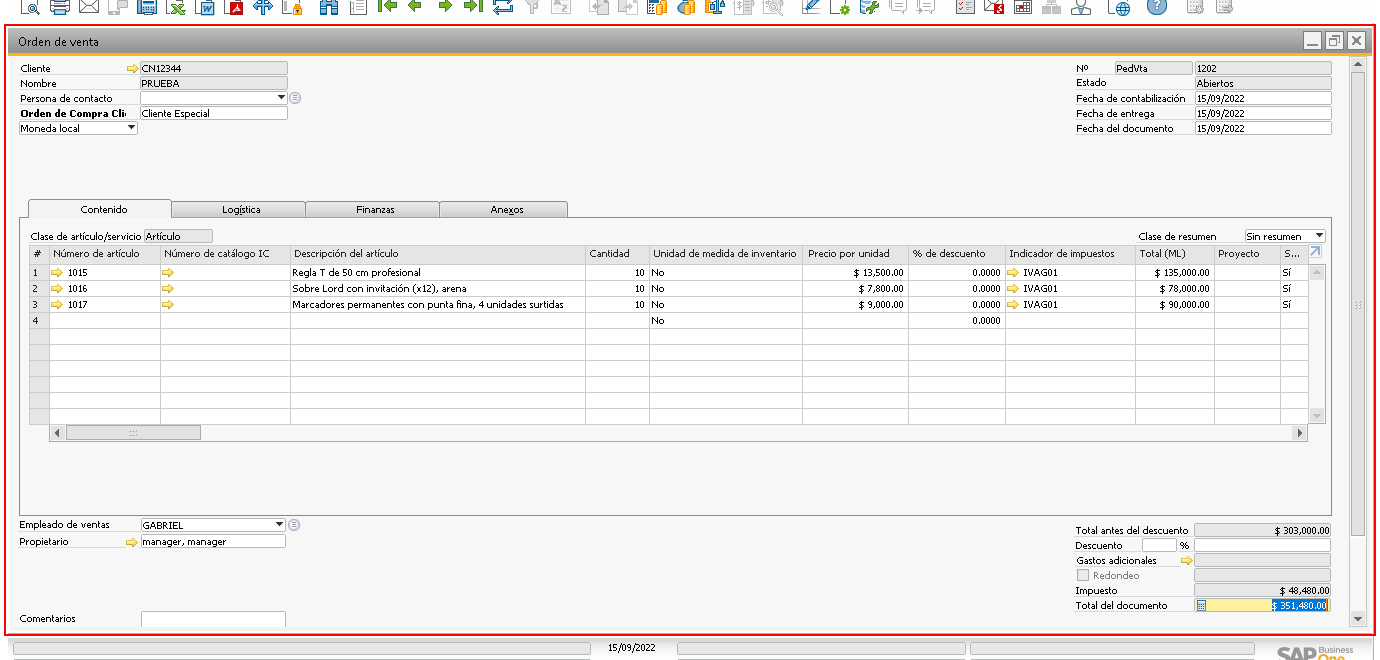 Orden de venta
Cliente CN12344
Nombre PRUEBA
Persona de contacto
Orden de Compra Cli Cliente Especial
Moneda local
Nº PedVta 1202
Estado Abiertos
Fecha de contabilización 15/09/2022
Fecha de entrega 15/09/2022
Fecha del documento 15/09/2022
Contenido Logística Finanzas Anexos
Clase de artículo/servicio Artículo Clase de resumen Sin resumen
# Número de artículo Número de catálogo IC Descripción del artículo Cantidad Unidad de medida de inventario Precio por unidad % de descuento Indicador de impuestos Total (ML) Proyecto S...
1 1015 Regla T de 50 cm profesional 10 No $ 13,500.00 0.0000 IVAG01 $ 135,000.00 Sí
2 1016 Sobre Lord con invitación (x12), arena 10 No $ 7,800.00 0.0000 IVAG01 $ 78,000.00 Sí
3 1017 Marcadores permanentes con punta fina, 4 unidades surtidas 10 No $ 9,000.00 0.0000 IVAG01 $ 90,000.00 Sí
4 No 0.0000
Empleado de ventas GABRIEL
Propietario manager, manager
Comentarios
Total antes del descuento $ 303,000.00
Descuento %
Gastos adicionales
Redondeo
Impuesto $ 48,480.00
Total del documento $ 351,480.00
15/09/2022
SAP Business One